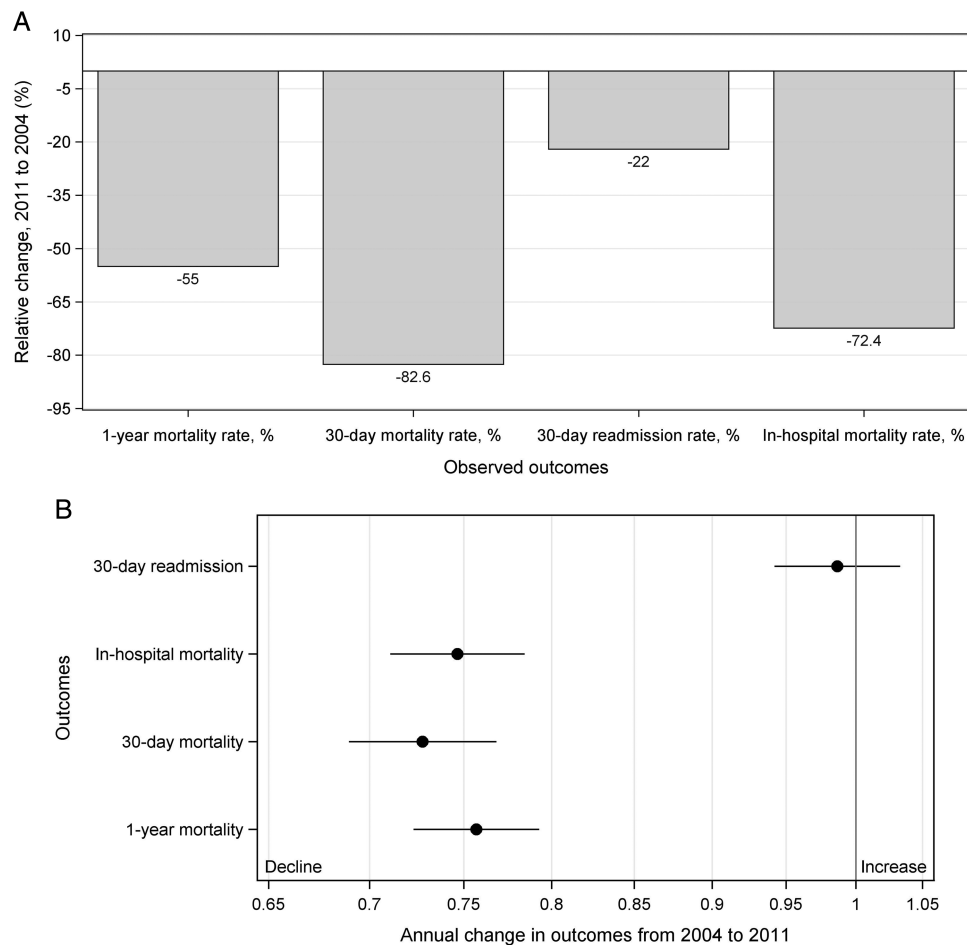 A
Relative change, 2011 to 2004 (%)
10
-5
-20
-35
-50
-65
-80
-95
-55
-82.6
-22
-72.4
1-year mortality rate, %
30-day mortality rate, %
30-day readmission rate, %
In-hospital mortality rate, %
Observed outcomes
B
Outcomes
30-day readmission
In-hospital mortality
30-day mortality
1-year mortality
Decline
Increase
0.65 0.7 0.75 0.8 0.85 0.9 0.95 1 1.05
Annual change in outcomes from 2004 to 2011